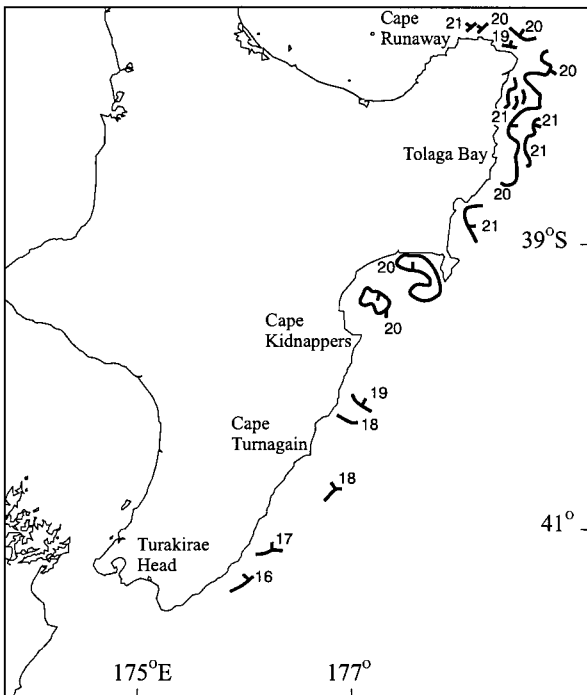 Cape
Runaway
21
20
20
19
20
21
21
Tolaga Bay
21
20
21
39°S
20
Cape
Kidnappers
20
19
Cape
Turnagain
18
18
41°
17
Turakirae
Head
16
175°E
177°